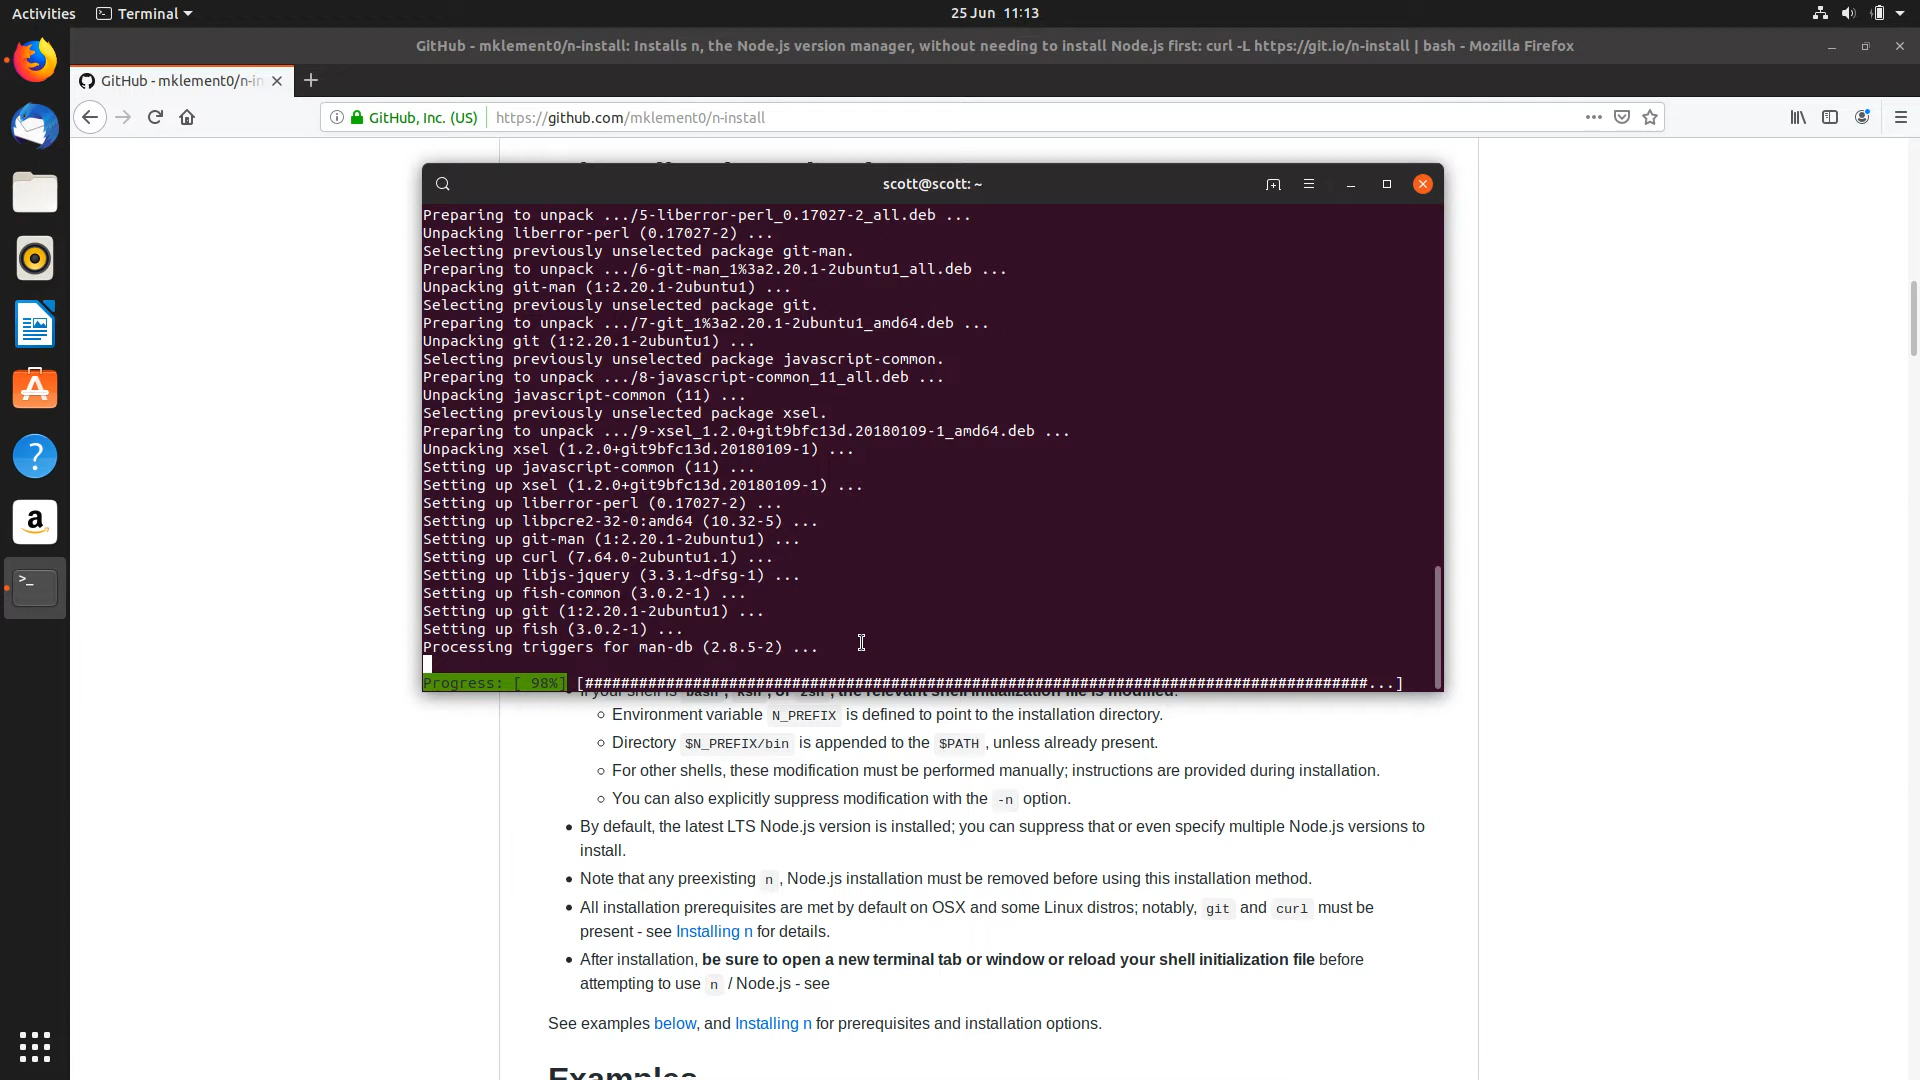 Activities
Terminal
25 Jun 11:13
GitHub - mklement0/n-install: Installs n, the Node.js version manager, without needing to install Node.js first: curl -L https://git.io/n-install | bash - Mozilla Firefox
GitHub - mklement0/n-in
GitHub, Inc. (US)
https://github.com/mklement0/n-install
scott@scott: ~
Preparing to unpack .../5-liberror-perl_0.17027-2_all.deb ...
Unpacking liberror-perl (0.17027-2) ...
Selecting previously unselected package git-man.
Preparing to unpack .../6-git-man_1%3a2.20.1-2ubuntu1_all.deb ...
Unpacking git-man (1:2.20.1-2ubuntu1) ...
Selecting previously unselected package git.
Preparing to unpack .../7-git_1%3a2.20.1-2ubuntu1_amd64.deb ...
Unpacking git (1:2.20.1-2ubuntu1) ...
Selecting previously unselected package javascript-common.
Preparing to unpack .../8-javascript-common_11_all.deb ...
Unpacking javascript-common (11) ...
Selecting previously unselected package xsel.
Preparing to unpack .../9-xsel_1.2.0+git9bfc13d.20180109-1_amd64.deb ...
Unpacking xsel (1.2.0+git9bfc13d.20180109-1) ...
Setting up javascript-common (11) ...
Setting up xsel (1.2.0+git9bfc13d.20180109-1) ...
Setting up liberror-perl (0.17027-2) ...
Setting up libpcre2-32-0:amd64 (10.32-5) ...
Setting up git-man (1:2.20.1-2ubuntu1) ...
Setting up curl (7.64.0-2ubuntu1.1) ...
Setting up libjs-jquery (3.3.1~dfsg-1) ...
Setting up fish-common (3.0.2-1) ...
Setting up git (1:2.20.1-2ubuntu1) ...
Setting up fish (3.0.2-1) ...
Processing triggers for man-db (2.8.5-2) ...
Progress: [ 98%] [#######################################################################################...]
If your shell is bash, ksh, or zsh, the relevant shell initialization file is modified:
Environment variable N_PREFIX is defined to point to the installation directory.
Directory $N_PREFIX/bin is appended to the $PATH, unless already present.
For other shells, these modification must be performed manually; instructions are provided during installation.
You can also explicitly suppress modification with the -n option.
By default, the latest LTS Node.js version is installed; you can suppress that or even specify multiple Node.js versions to
install.
Note that any preexisting n, Node.js installation must be removed before using this installation method.
All installation prerequisites are met by default on OSX and some Linux distros; notably, git and curl must be
present - see Installing n for details.
After installation, be sure to open a new terminal tab or window or reload your shell initialization file before
attempting to use n / Node.js - see
See examples below, and Installing n for prerequisites and installation options.
Examples